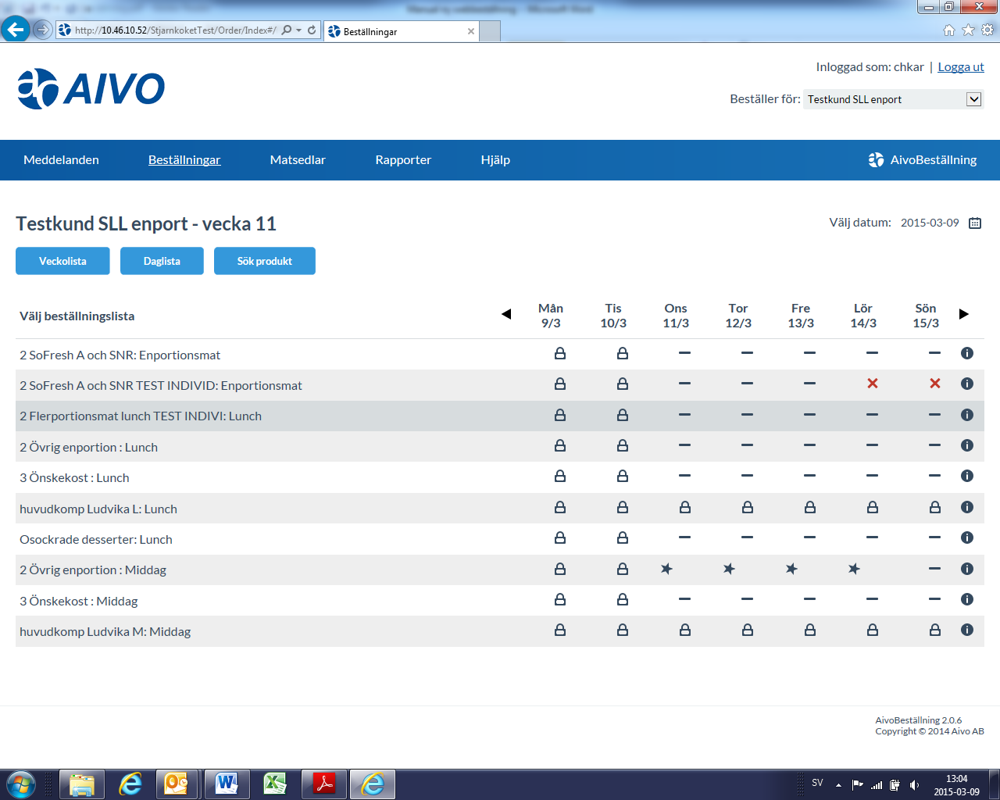 Manual ny webbeställning - Microsoft Word
http://10.46.10.52/StjarnkoketTest/Order/Index#/
Beställningar
AIVO
Inloggad som: chkar | Logga ut
Beställer för: Testkund SLL enport
Meddelanden Beställningar Matsedlar Rapporter Hjälp AivoBeställning
Testkund SLL enport - vecka 11
Välj datum: 2015-03-09
Veckolista Daglista Sök produkt
Välj beställningslista
Mån Tis Ons Tor Fre Lör Sön
9/3 10/3 11/3 12/3 13/3 14/3 15/3
2 SoFresh A och SNR: Enportionsmat
2 SoFresh A och SNR TEST INDIVID: Enportionsmat
2 Flerportionsmat lunch TEST INDIVI: Lunch
2 Övrig enportion : Lunch
3 Önskekost : Lunch
huvudkomp Ludvika L: Lunch
Osockrade desserter: Lunch
2 Övrig enportion : Middag
3 Önskekost : Middag
huvudkomp Ludvika M: Middag
AivoBeställning 2.0.6
Copyright © 2014 Aivo AB
SV
13:04
2015-03-09